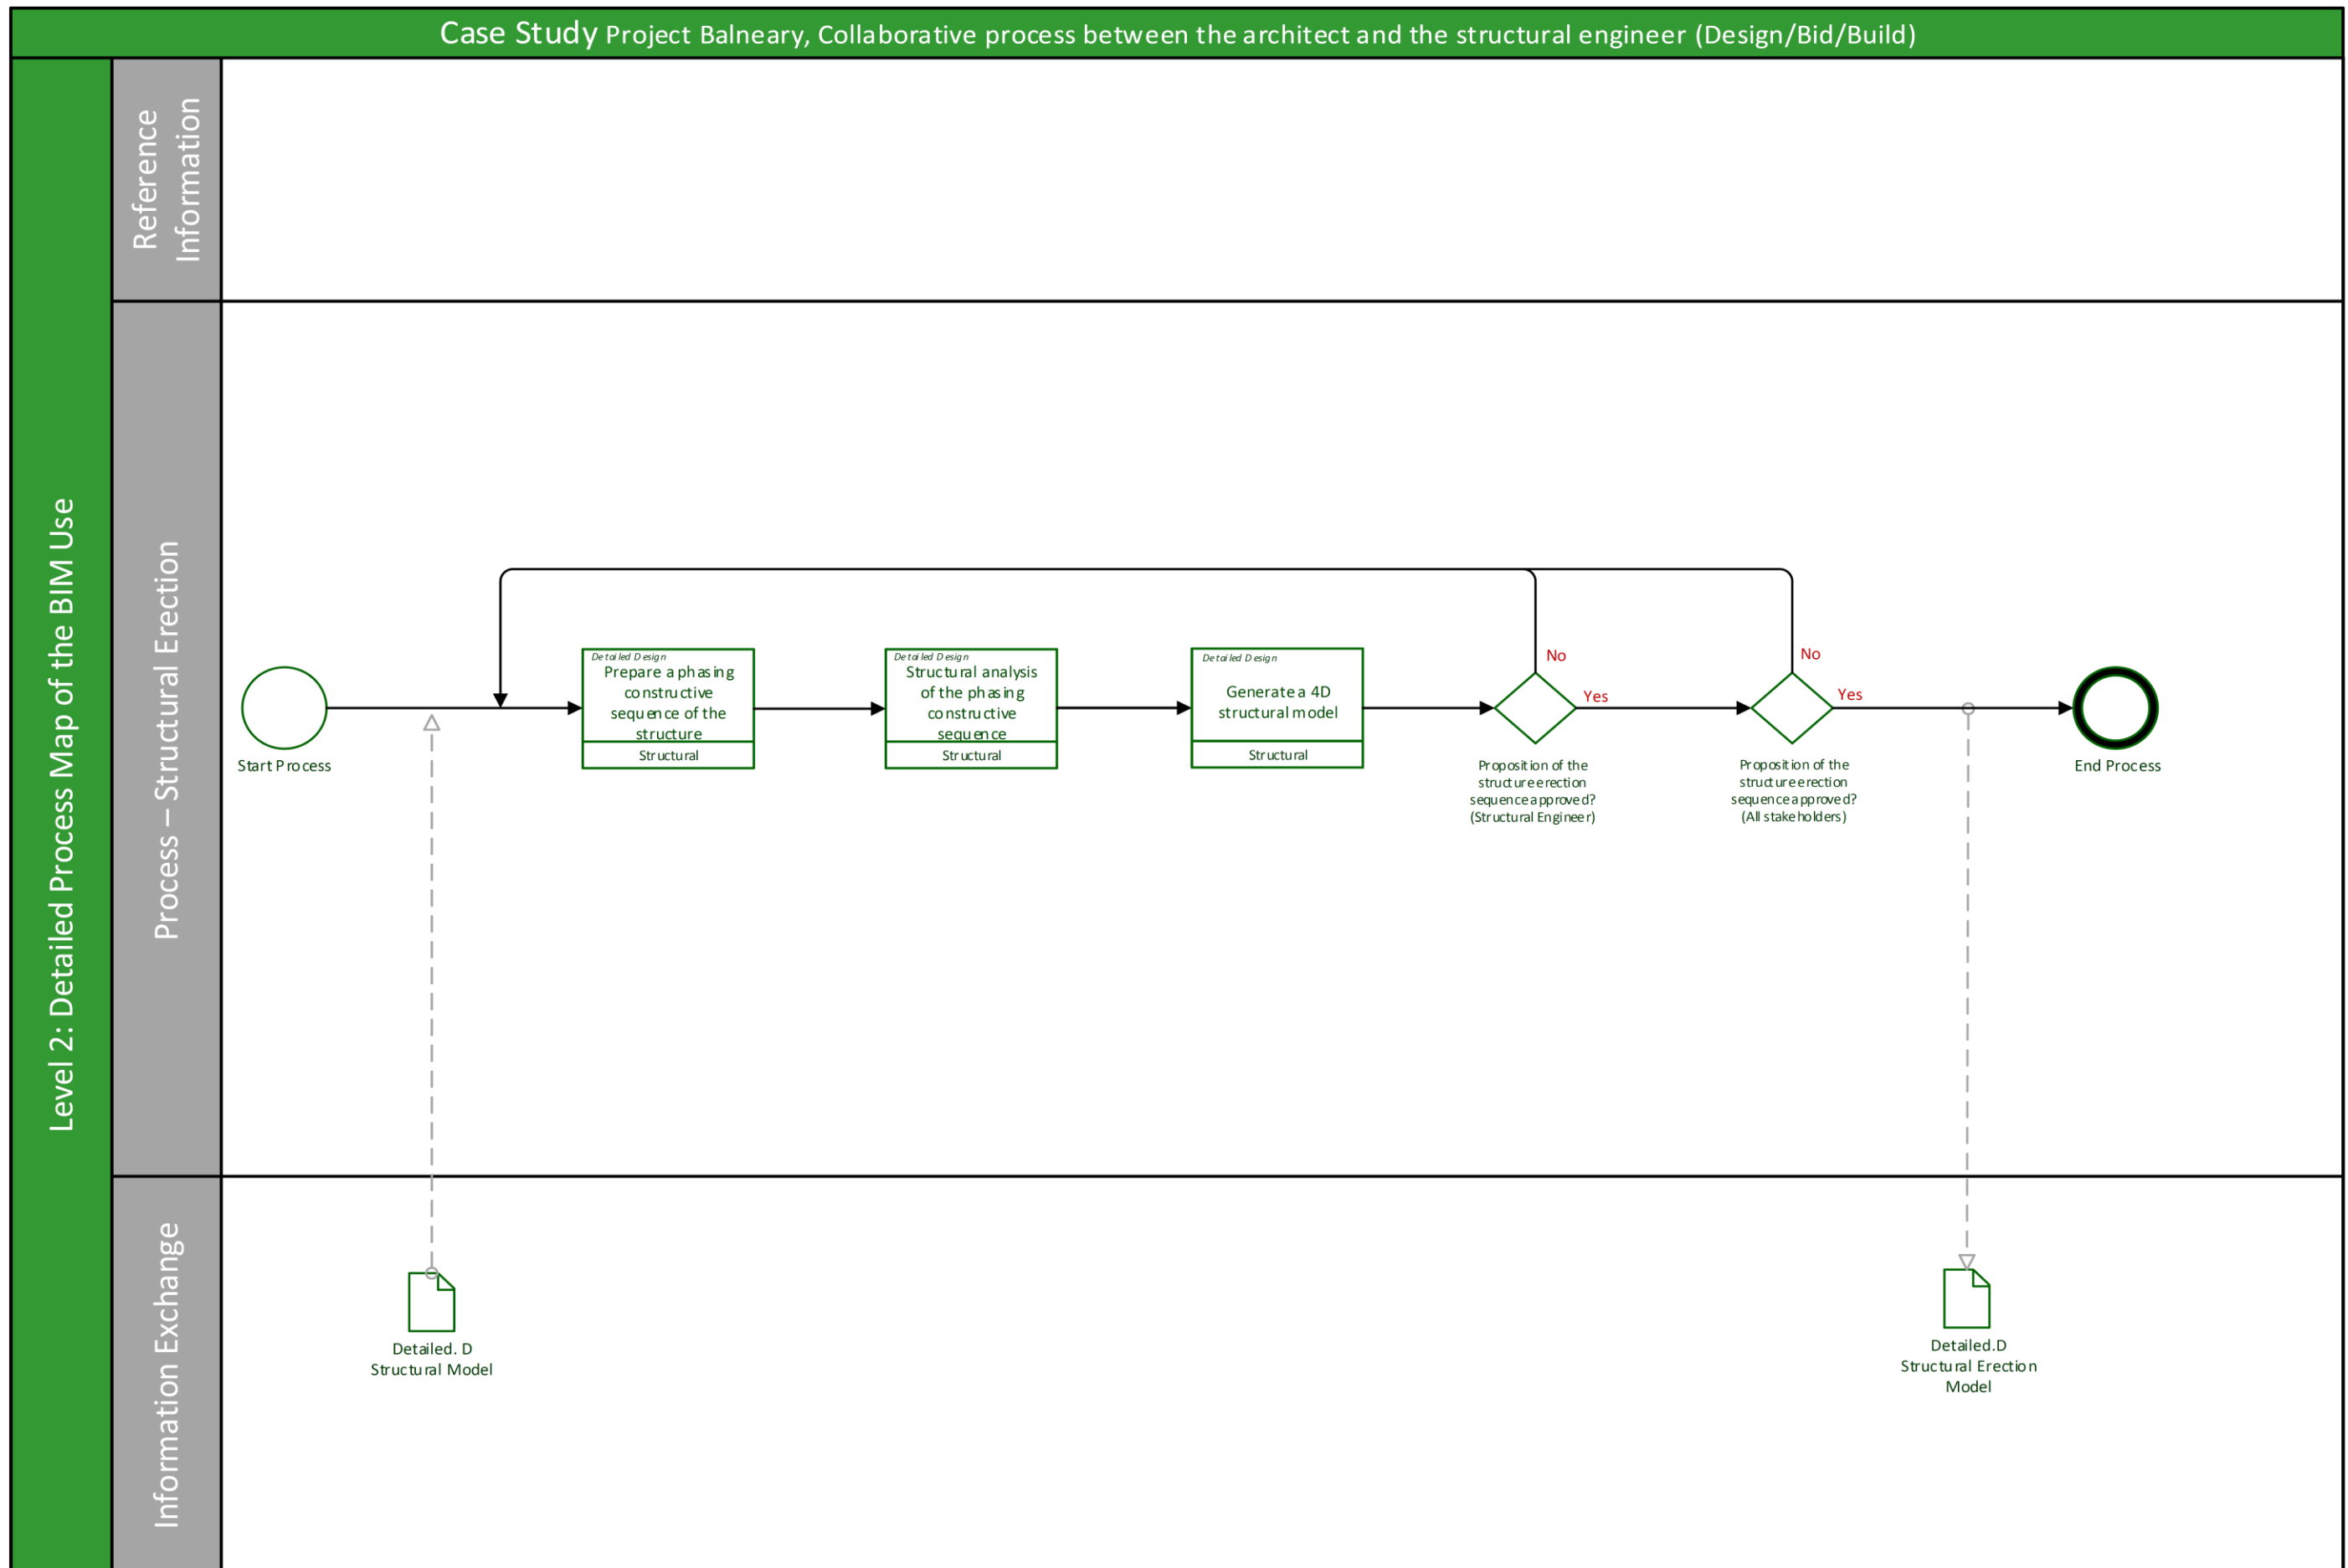 Case Study Project Balneary, Collaborative process between the architect and the structural engineer (Design/Bid/Build)
Level 2: Detailed Process Map of the BIM Use
Reference
Information
Process – Structural Erection
Start Process
Detailed Design
Prepare a phasing
constructive
sequence of the
structure
Structural
Detailed Design
Structural analysis
of the phasing
constructive
sequence
Structural
Detailed Design
Generate a 4D
structural model
Structural
No
Yes
Proposition of the
structure erection
sequence approved?
(Structural Engineer)
No
Yes
Proposition of the
structure erection
sequence approved?
(All stakeholders)
End Process
Information Exchange
Detailed. D
Structural Model
Detailed.D
Structural Erection
Model